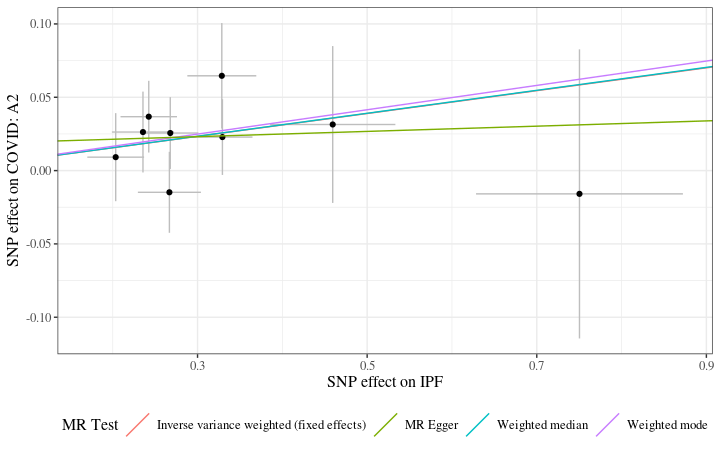 0.10
0.05
0.00
-0.05
-0.10
SNP effect on COVID: A2
0.3 0.5 0.7 0.9
SNP effect on IPF
MR Test Inverse variance weighted (fixed effects) MR Egger Weighted median Weighted mode